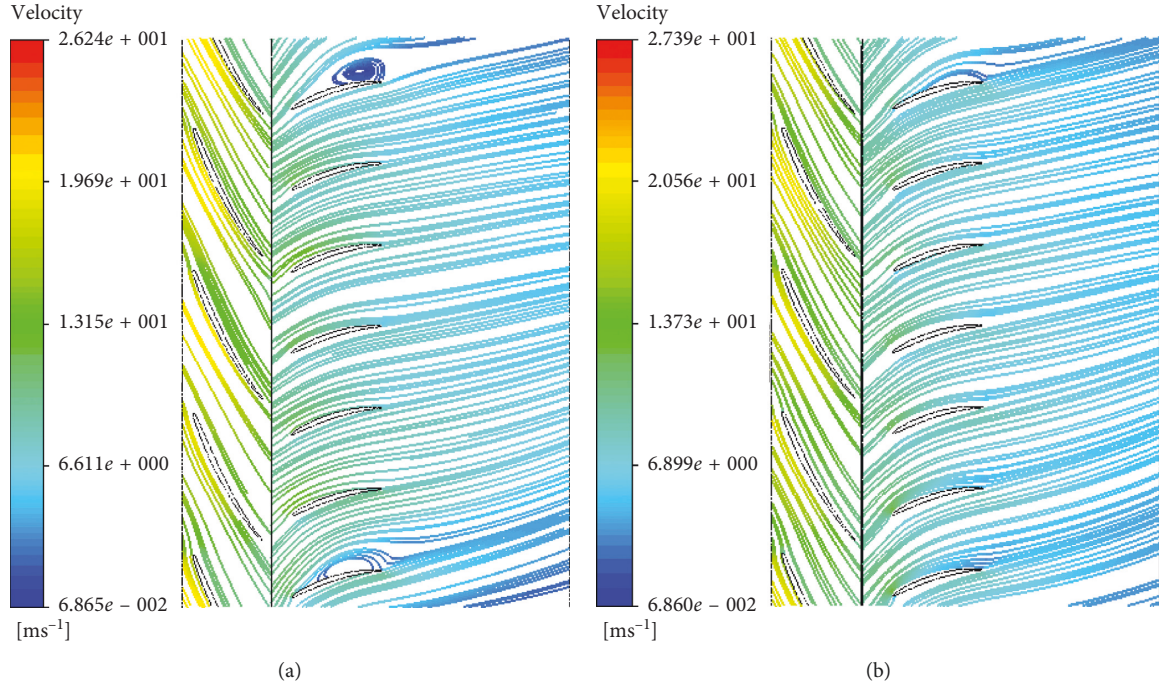 Velocity
2.624e + 001
1.969e + 001
1.315e + 001
6.611e + 000
6.865e – 002
[ms⁻¹]
(a)
Velocity
2.739e + 001
2.056e + 001
1.373e + 001
6.899e + 000
6.860e – 002
[ms⁻¹]
(b)